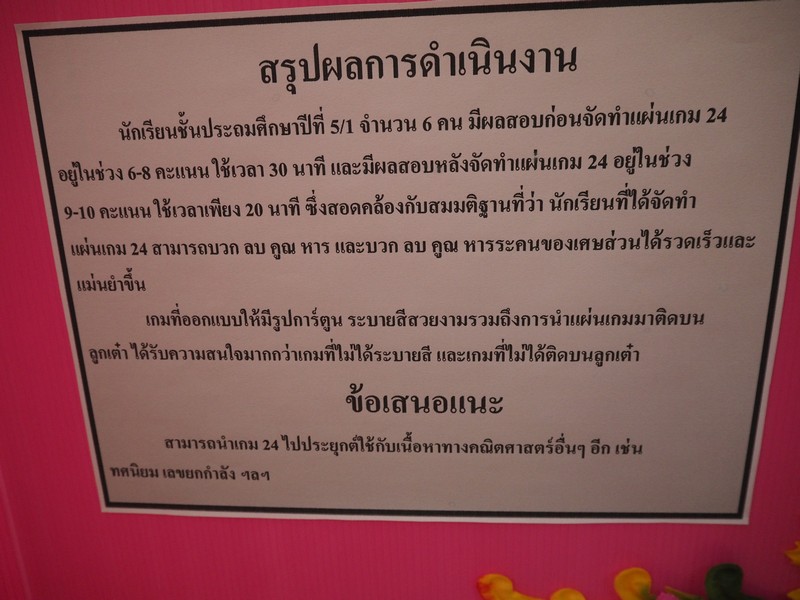 สรุปผลการดำเนินงาน
นักเรียนชั้นประถมศึกษาปีที่ 5/1 จำนวน 6 คน มีผลสอบก่อนจัดทำแผ่นเกม 24
อยู่ในช่วง 6-8 คะแนน ใช้เวลา 30 นาที และมีผลสอบหลังจัดทำแผ่นเกม 24 อยู่ในช่วง
9-10 คะแนน ใช้เวลาเพียง 20 นาที ซึ่งสอดคล้องกับสมมติฐานที่ว่า นักเรียนที่ได้จัดทำ
แผ่นเกม 24 สามารถบวก ลบ คูณ หาร และบวก ลบ คูณ หารระคนของเศษส่วนได้รวดเร็วและ
แม่นยำขึ้น
เกมที่ออกแบบให้มีรูปการ์ตูน ระบายสีสวยงามรวมถึงการนำแผ่นเกมมาติดบน
ลูกเต๋า ได้รับความสนใจมากกว่าเกมที่ไม่ได้ระบายสี และเกมที่ไม่ได้ติดบนลูกเต๋า
ข้อเสนอแนะ
สามารถนำเกม 24 ไปประยุกต์ใช้กับเนื้อหาทางคณิตศาสตร์อื่นๆ อีก เช่น
ทศนิยม เลขยกกำลัง ฯลฯ